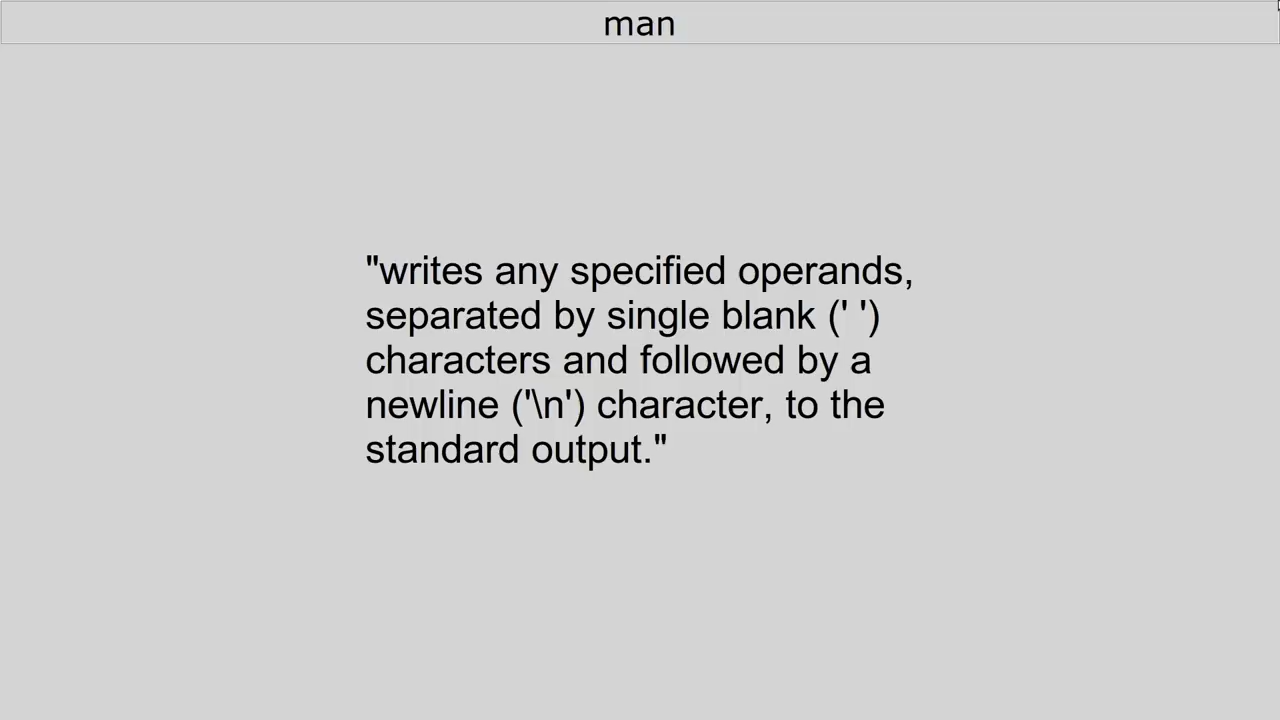 man
"writes any specified operands,
separated by single blank (' ')
characters and followed by a
newline ('\n') character, to the
standard output."